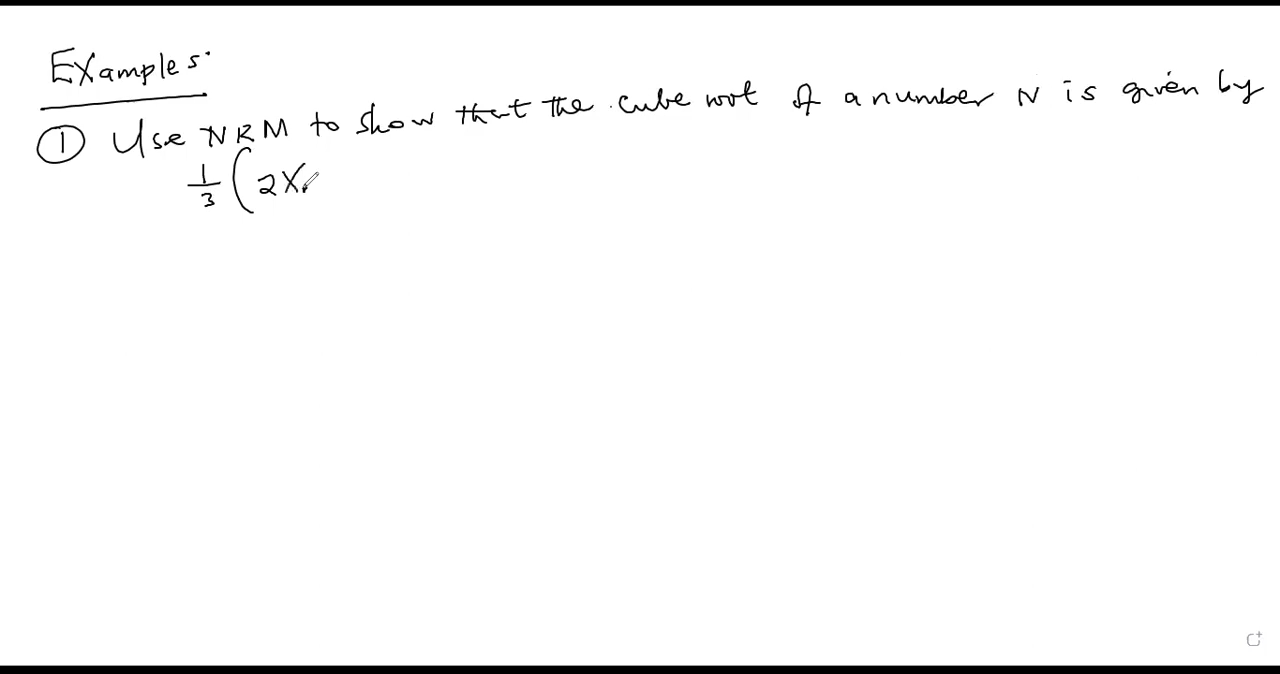 Examples.
① Use NRM to show that the cube root of a number N is given by
1/3 ( 2X